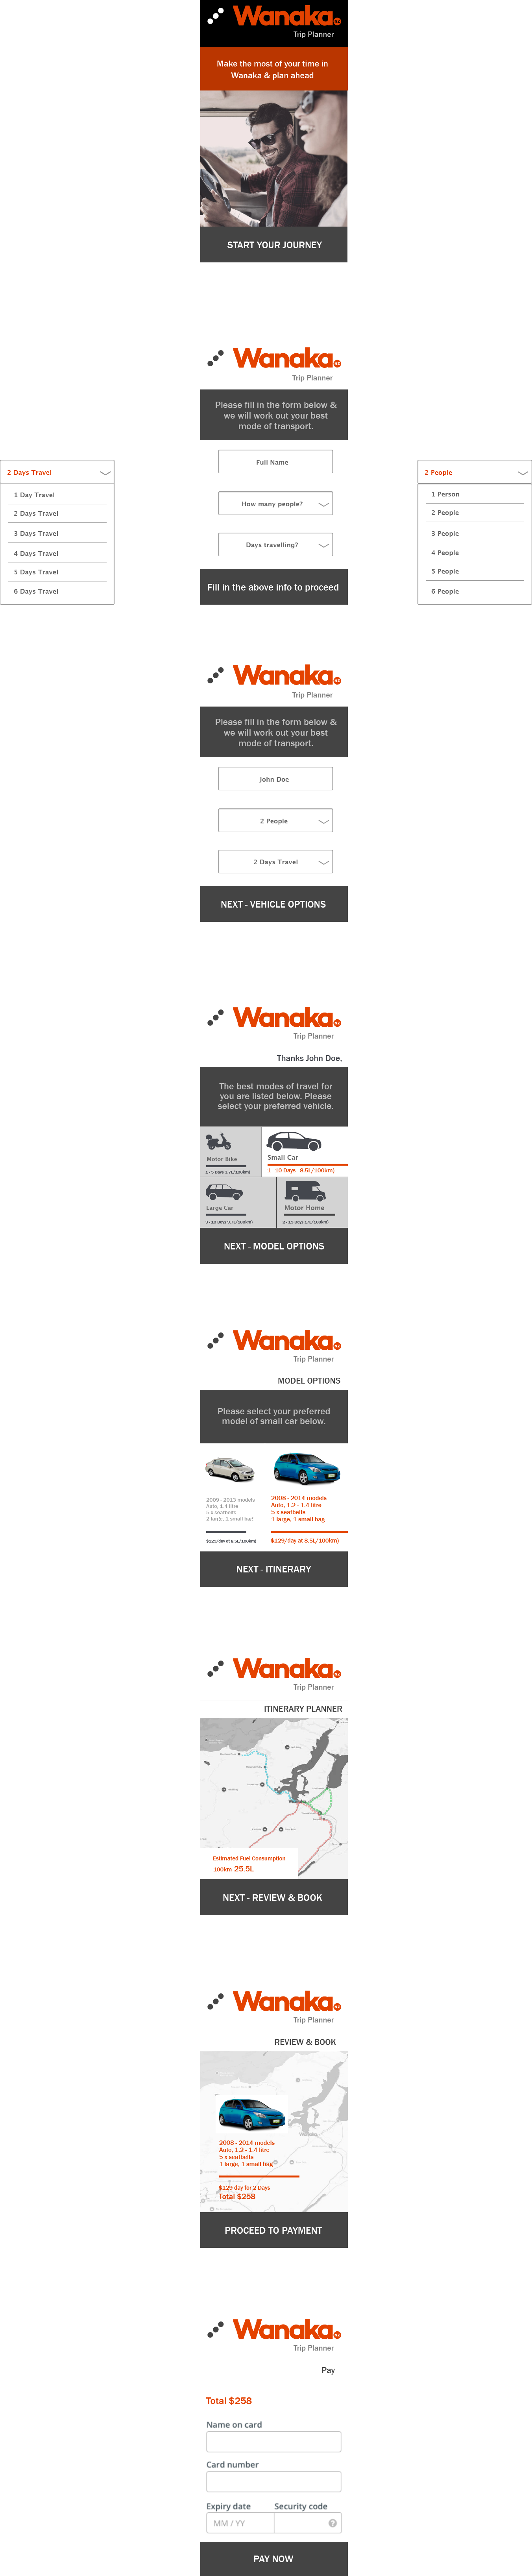 Wanaka NZ
Trip Planner
Make the most of your time in
Wanaka & plan ahead
START YOUR JOURNEY
Wanaka NZ
Trip Planner
Please fill in the form below &
we will work out your best
mode of transport.
Full Name
How many people?
Days travelling?
Fill in the above info to proceed
2 Days Travel
1 Day Travel
2 Days Travel
3 Days Travel
4 Days Travel
5 Days Travel
6 Days Travel
2 People
1 Person
2 People
3 People
4 People
5 People
6 People
Wanaka NZ
Trip Planner
Please fill in the form below &
we will work out your best
mode of transport.
John Doe
2 People
2 Days Travel
NEXT - VEHICLE OPTIONS
Wanaka NZ
Trip Planner
Thanks John Doe,
The best modes of travel for
you are listed below. Please
select your preferred vehicle.
Motor Bike
Small Car
1 - 10 Days - 8.5L/100km)
Large Car
Motor Home
NEXT - MODEL OPTIONS
Wanaka NZ
Trip Planner
MODEL OPTIONS
Please select your preferred
model of small car below.
2009 - 2013 models
Auto, 1.4 litre
5 x seatbelts
2 large, 1 small bag
$129/day at 8.5L/100km)
2008 - 2014 models
Auto, 1.2 - 1.4 litre
5 x seatbelts
1 large, 1 small bag
$129/day at 8.5L/100km)
NEXT - ITINERARY
Wanaka NZ
Trip Planner
ITINERARY PLANNER
Wanaka
Estimated Fuel Consumption
100km 25.5L
NEXT - REVIEW & BOOK
Wanaka NZ
Trip Planner
REVIEW & BOOK
Wanaka
2008 - 2014 models
Auto, 1.2 - 1.4 litre
5 x seatbelts
1 large, 1 small bag
$129 day for 2 Days
Total $258
PROCEED TO PAYMENT
Wanaka NZ
Trip Planner
Pay
Total $258
Name on card
Card number
Expiry date
Security code
MM / YY
?
PAY NOW